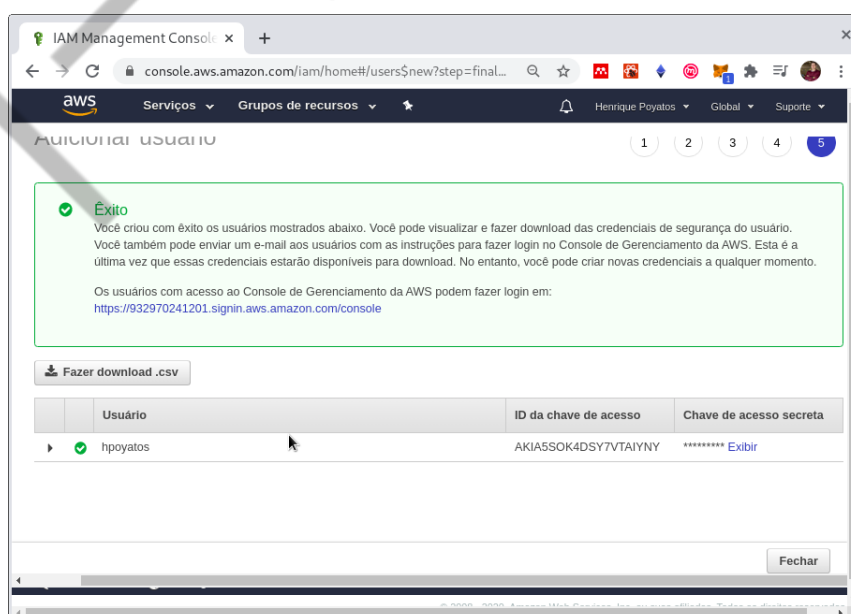 IAM Management Console
console.aws.amazon.com/iam/home#/users$new?step=final...
1
aws
Serviços
Grupos de recursos
Henrique Poyatos
Global
Suporte
Adicionar usuário
1 2 3 4 5
Êxito
Você criou com êxito os usuários mostrados abaixo. Você pode visualizar e fazer download das credenciais de segurança do usuário.
Você também pode enviar um e-mail aos usuários com as instruções para fazer login no Console de Gerenciamento da AWS. Esta é a
última vez que essas credenciais estarão disponíveis para download. No entanto, você pode criar novas credenciais a qualquer momento.
Os usuários com acesso ao Console de Gerenciamento da AWS podem fazer login em:
https://932970241201.signin.aws.amazon.com/console
Fazer download .csv
Usuário ID da chave de acesso Chave de acesso secreta
hpoyatos AKIA5SOK4DSY7VTAIYNY ********* Exibir
Fechar